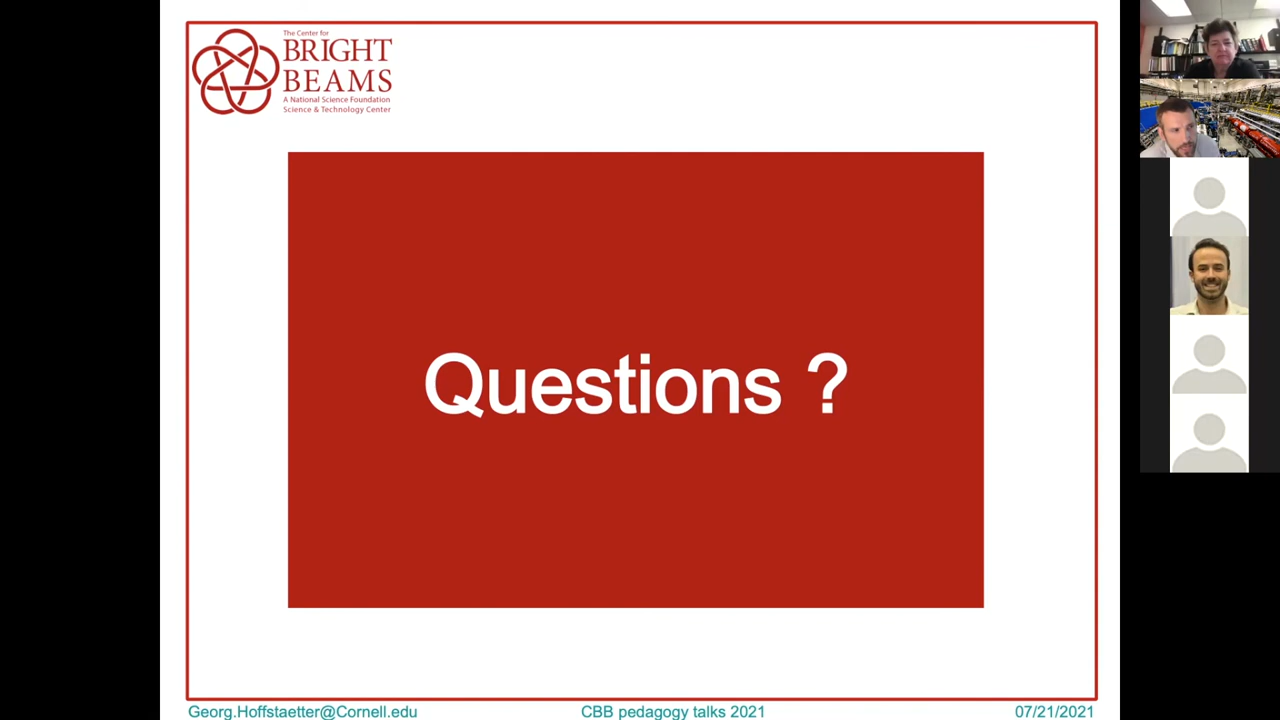 The Center for
BRIGHT
BEAMS
A National Science Foundation
Science & Technology Center
Questions ?
Georg.Hoffstaetter@Cornell.edu
CBB pedagogy talks 2021
07/21/2021